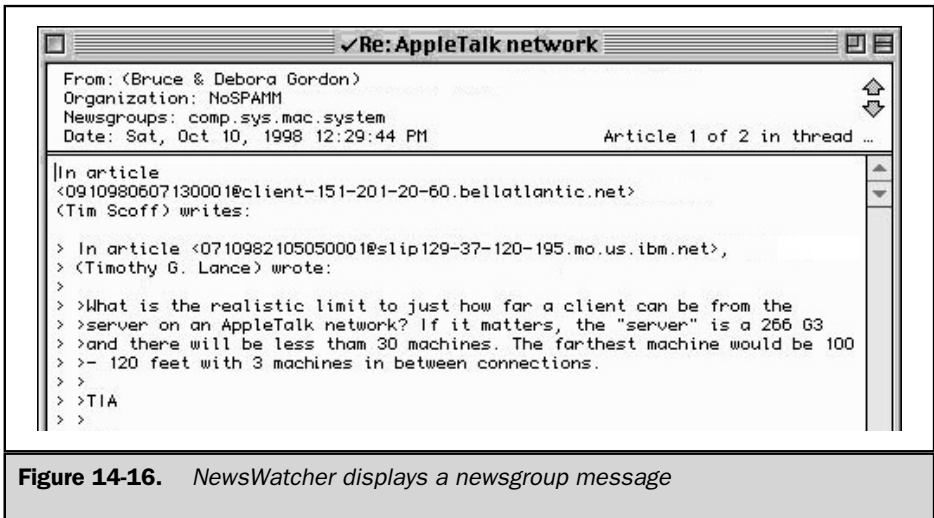 ✓Re: AppleTalk network
From: (Bruce & Debora Gordon)
Organization: NoSPAMM
Newsgroups: comp.sys.mac.system
Date: Sat, Oct 10, 1998 12:29:44 PM Article 1 of 2 in thread …
In article
<0910980607130001@client-151-201-20-60.bellatlantic.net>
(Tim Scoff) writes:
> In article <0710982105050001@slip129-37-120-195.mo.us.ibm.net>,
> (Timothy G. Lance) wrote:
>
> >What is the realistic limit to just how far a client can be from the
> >server on an AppleTalk network? If it matters, the "server" is a 266 G3
> >and there will be less tham 30 machines. The farthest machine would be 100
> >- 120 feet with 3 machines in between connections.
> >
> >TIA
> >
Figure 14-16. NewsWatcher displays a newsgroup message